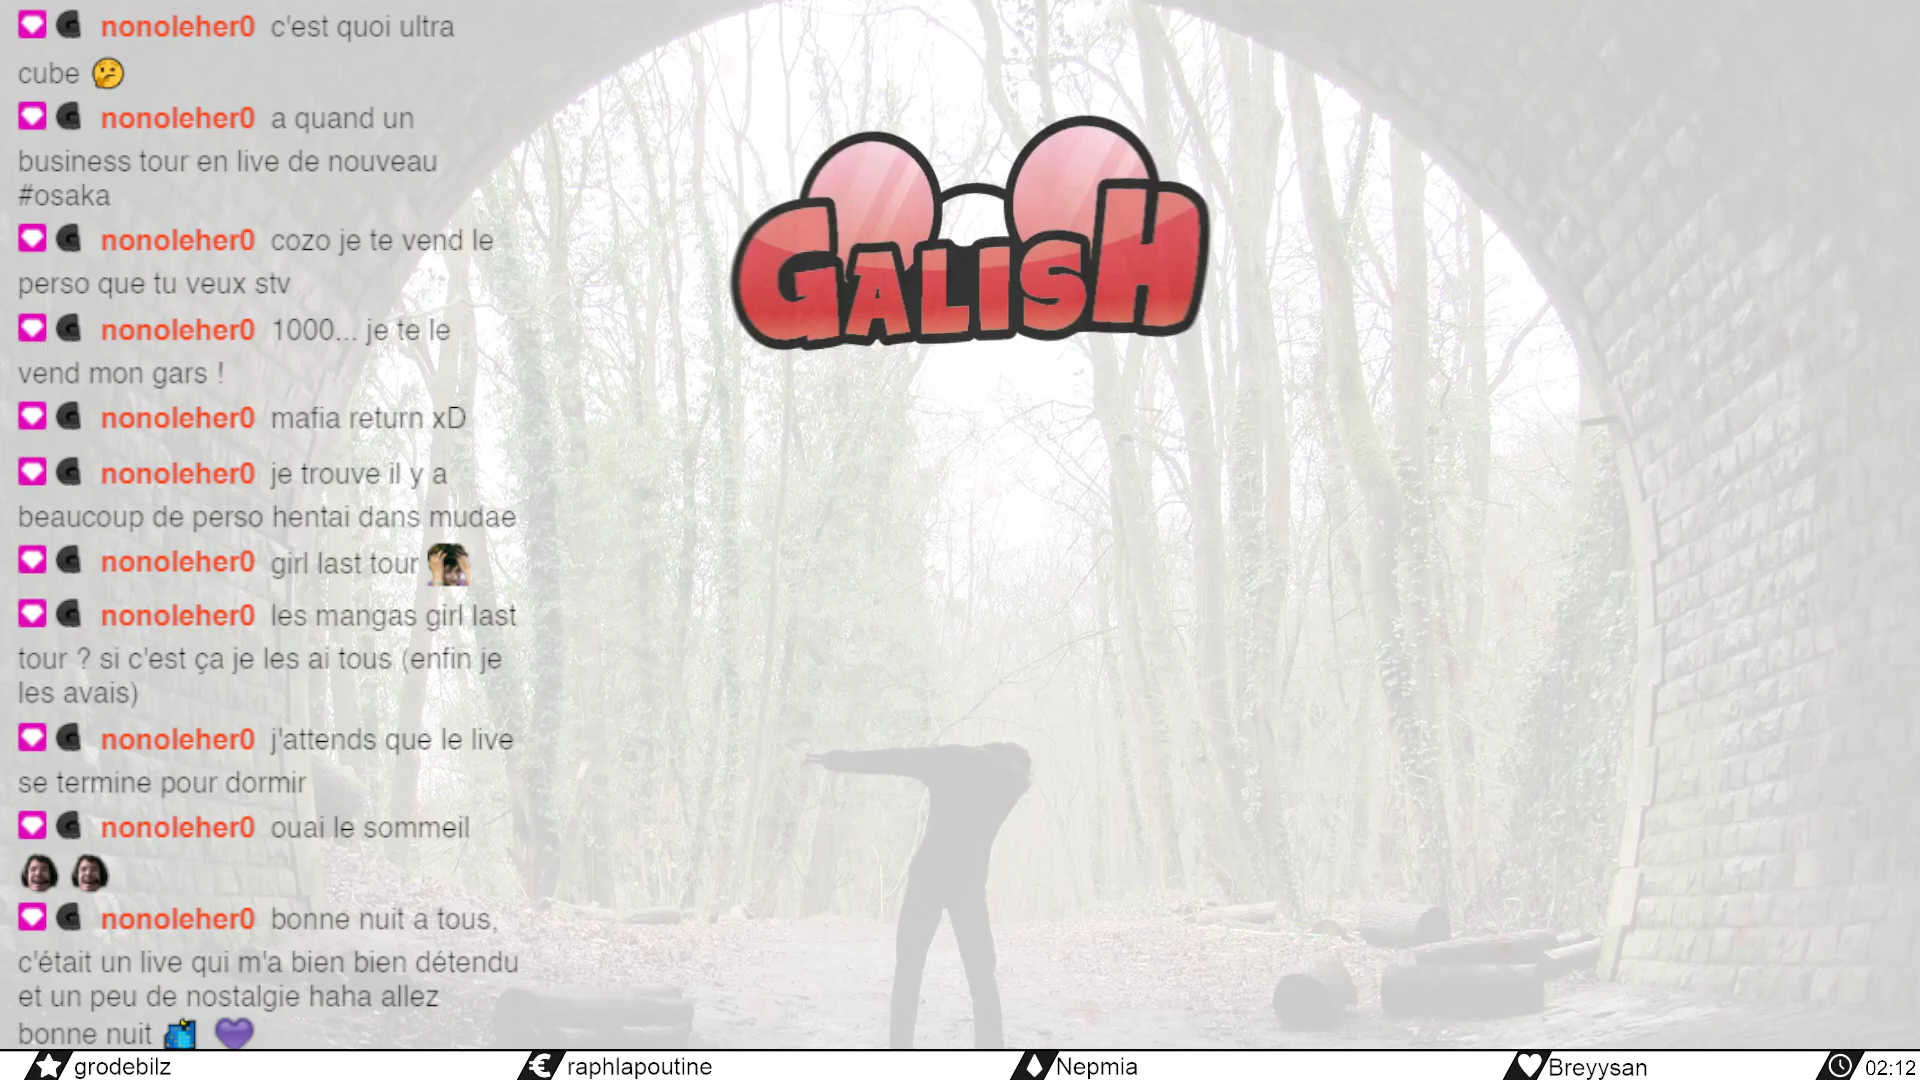 nonoleher0 c'est quoi ultra
cube 🤔
nonoleher0 a quand un
business tour en live de nouveau
#osaka
nonoleher0 cozo je te vend le
perso que tu veux stv
nonoleher0 1000... je te le
vend mon gars !
nonoleher0 mafia return xD
nonoleher0 je trouve il y a
beaucoup de perso hentai dans mudae
nonoleher0 girl last tour
nonoleher0 les mangas girl last
tour ? si c'est ça je les ai tous (enfin je
les avais)
nonoleher0 j'attends que le live
se termine pour dormir
nonoleher0 ouai le sommeil
nonoleher0 bonne nuit a tous,
c'était un live qui m'a bien bien détendu
et un peu de nostalgie haha allez
bonne nuit 💜
GALISH
grodebilz
€ raphlapoutine
Nepmia
Breyysan
02:12